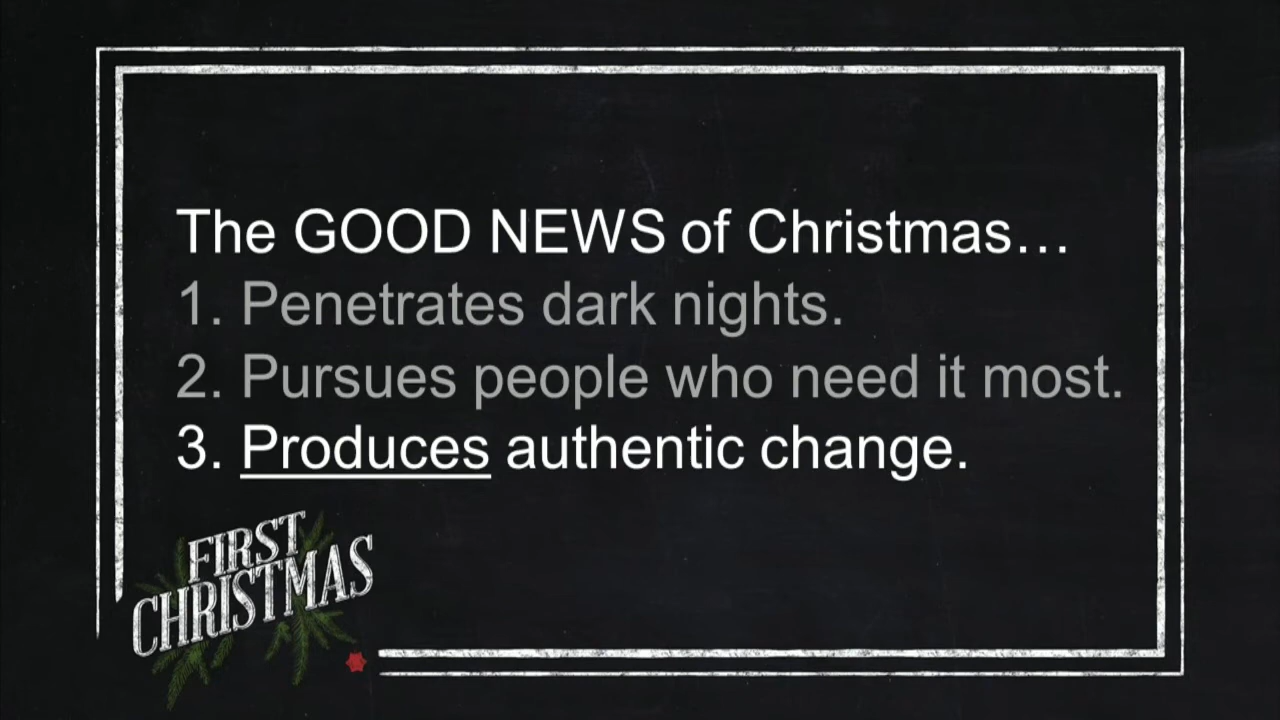 The GOOD NEWS of Christmas…
1. Penetrates dark nights.
2. Pursues people who need it most.
3. Produces authentic change.
FIRST
CHRISTMAS